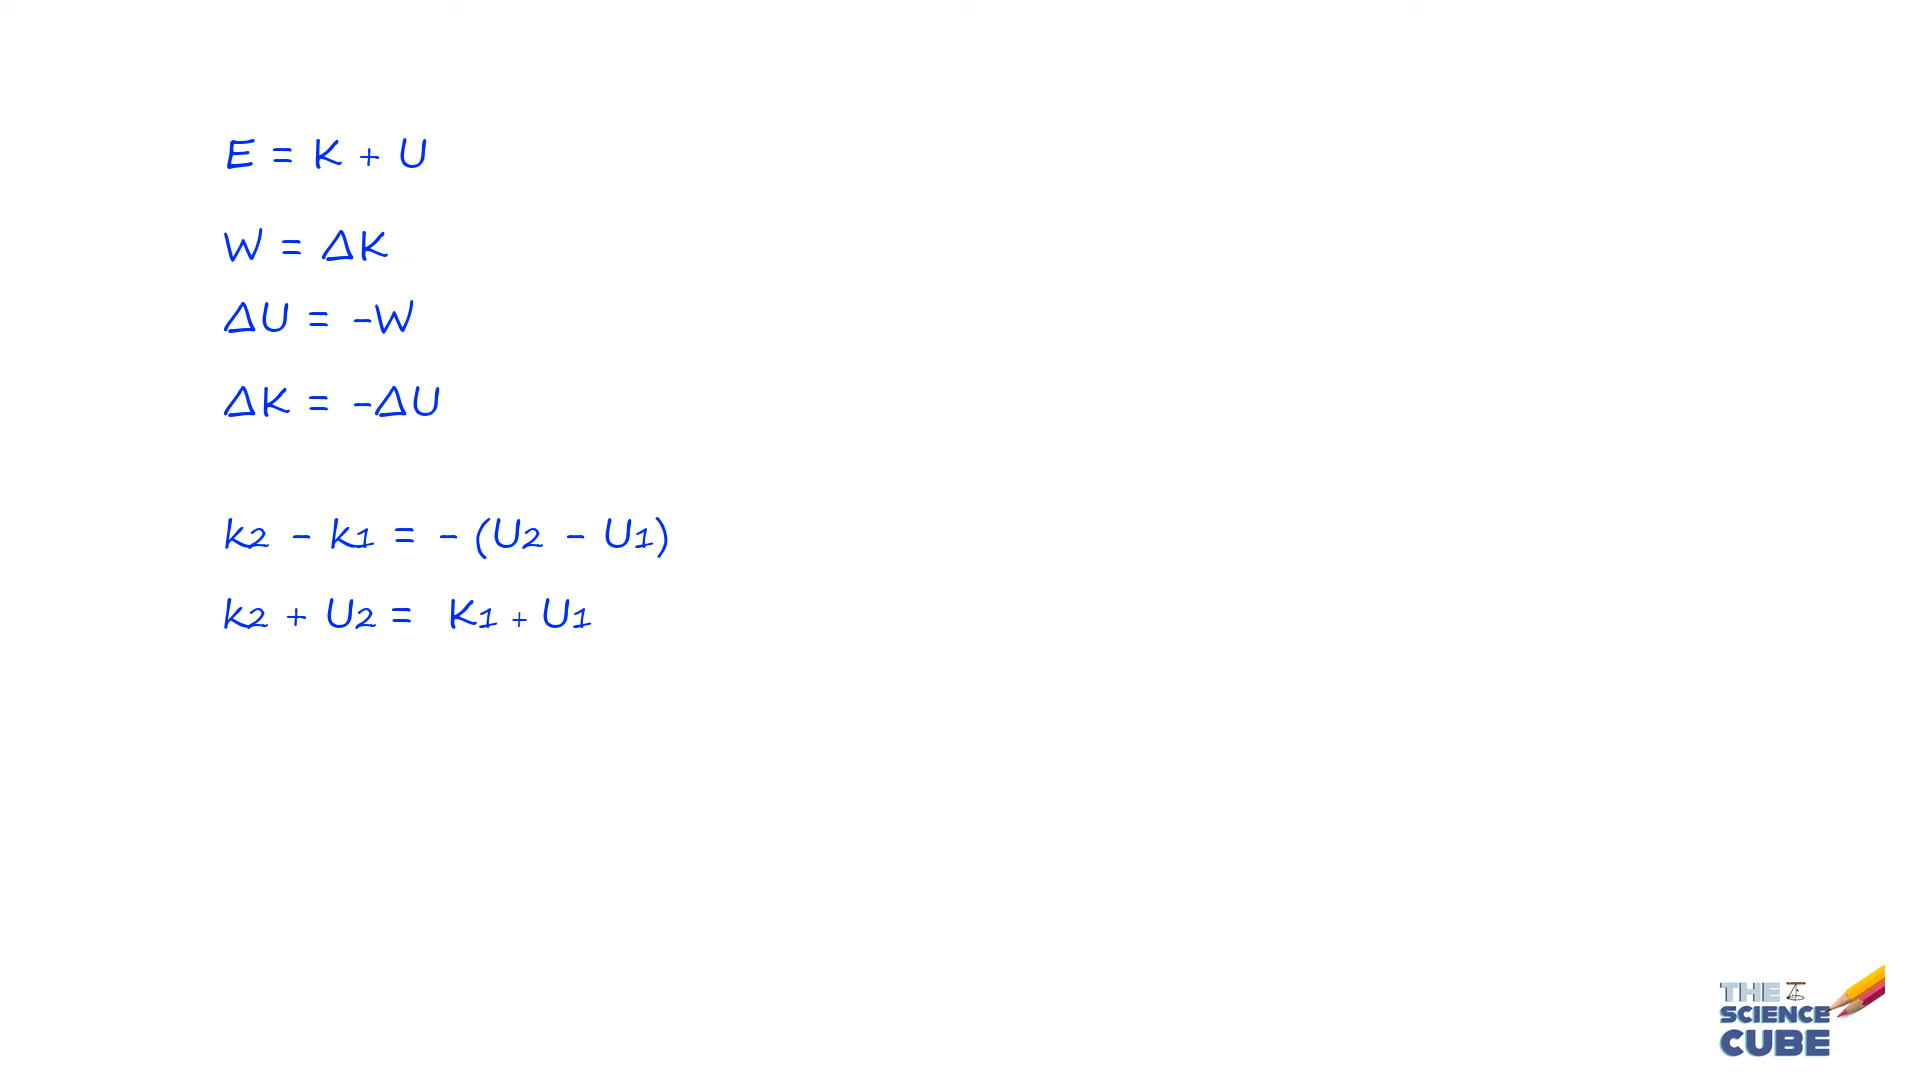 E = K + U
W = ΔK
ΔU = -W
ΔK = -ΔU
k2 - k1 = - (U2 - U1)
k2 + U2 = K1 + U1
THE
SCIENCE
CUBE